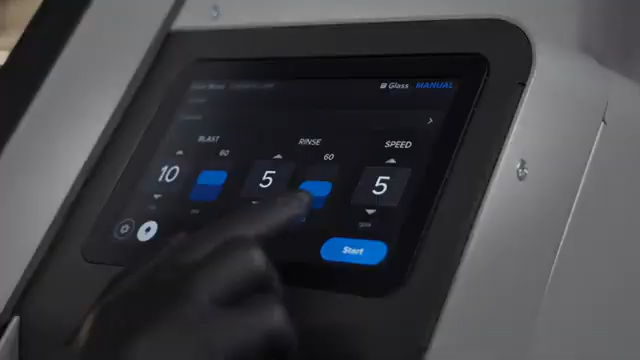 Glass MANUAL
BLAST RINSE SPEED
60 60
10 5 5
Start